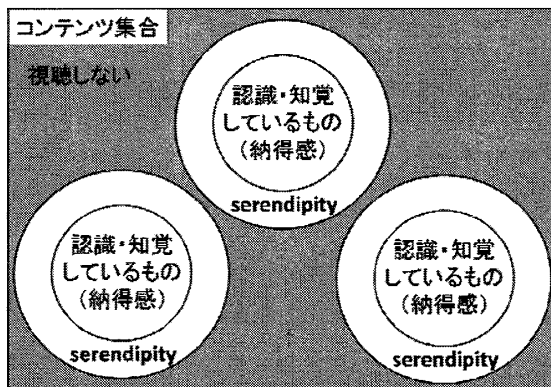 コンテンツ集合
視聴しない
認識・知覚
しているもの
(納得感)
serendipity
認識・知覚
しているもの
(納得感)
serendipity
認識・知覚
しているもの
(納得感)
serendipity